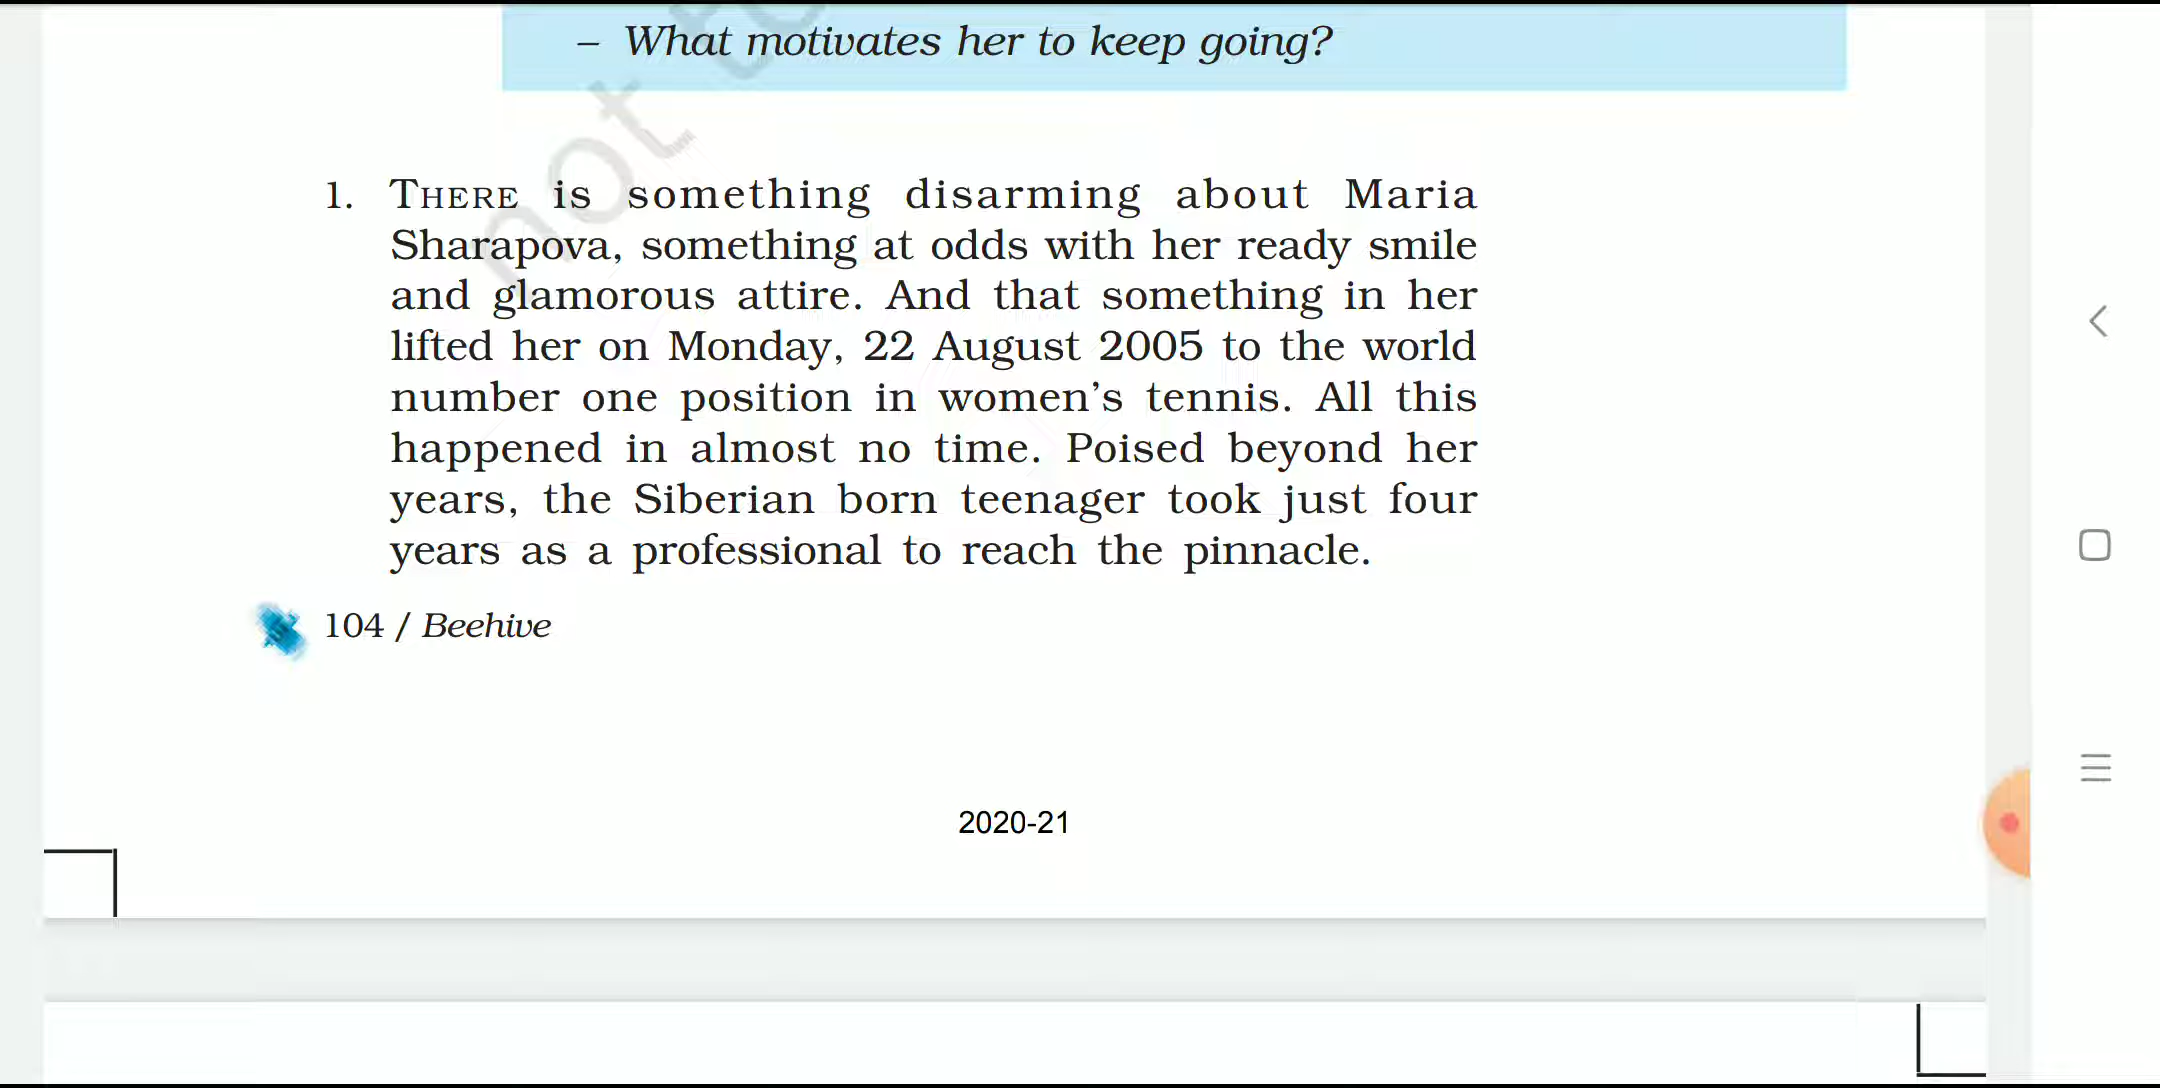 – What motivates her to keep going?
not
1. THERE is something disarming about Maria
Sharapova, something at odds with her ready smile
and glamorous attire. And that something in her
lifted her on Monday, 22 August 2005 to the world
number one position in women's tennis. All this
happened in almost no time. Poised beyond her
years, the Siberian born teenager took just four
years as a professional to reach the pinnacle.
104 / Beehive
2020-21